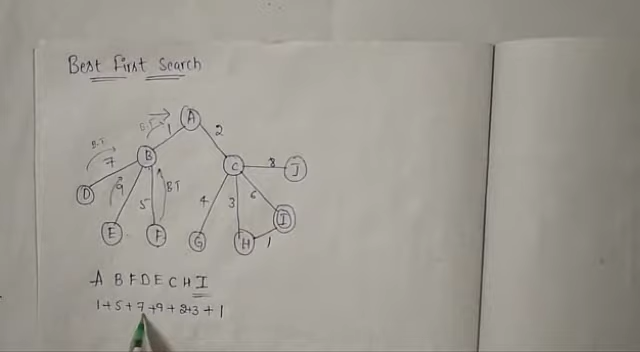 Best First Search
A
B.T
1
2
B.T
7
B
C
8
J
D
9
5
BT
4
3
6
I
E
F
G
H
1
A B F D E C H I
1+5+7+9+2+3+1